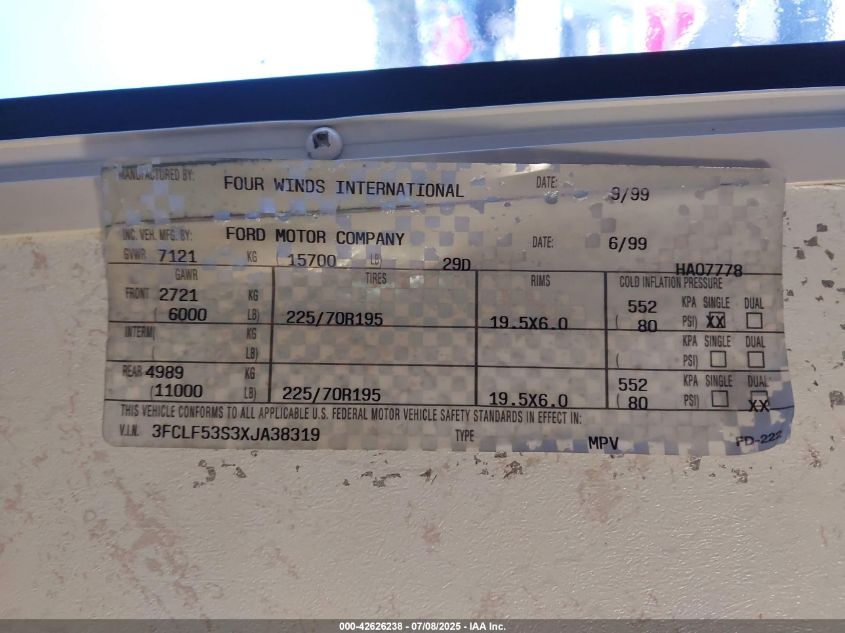 MANUFACTURED BY: FOUR WINDS INTERNATIONAL DATE: 9/99
INC. VEH. MFG. BY: FORD MOTOR COMPANY DATE: 6/99
GVWR 7121 KG ( 15700 LB) 29D HA07778
GAWR TIRES RIMS COLD INFLATION PRESSURE
FRONT 2721 KG 552 KPA SINGLE DUAL
( 6000 LB) 225/70R195 19.5X6.0 ( 80 PSI) XX
INTERM( KG KPA SINGLE DUAL
( LB) ( PSI)
REAR 4989 KG 552 KPA SINGLE DUAL
(11000 LB) 225/70R195 19.5X6.0 ( 80 PSI) XX
THIS VEHICLE CONFORMS TO ALL APPLICABLE U.S. FEDERAL MOTOR VEHICLE SAFETY STANDARDS IN EFFECT IN:
V.I.N. 3FCLF53S3XJA38319 TYPE MPV FD-222
000-42626238 - 07/08/2025 - IAA Inc.